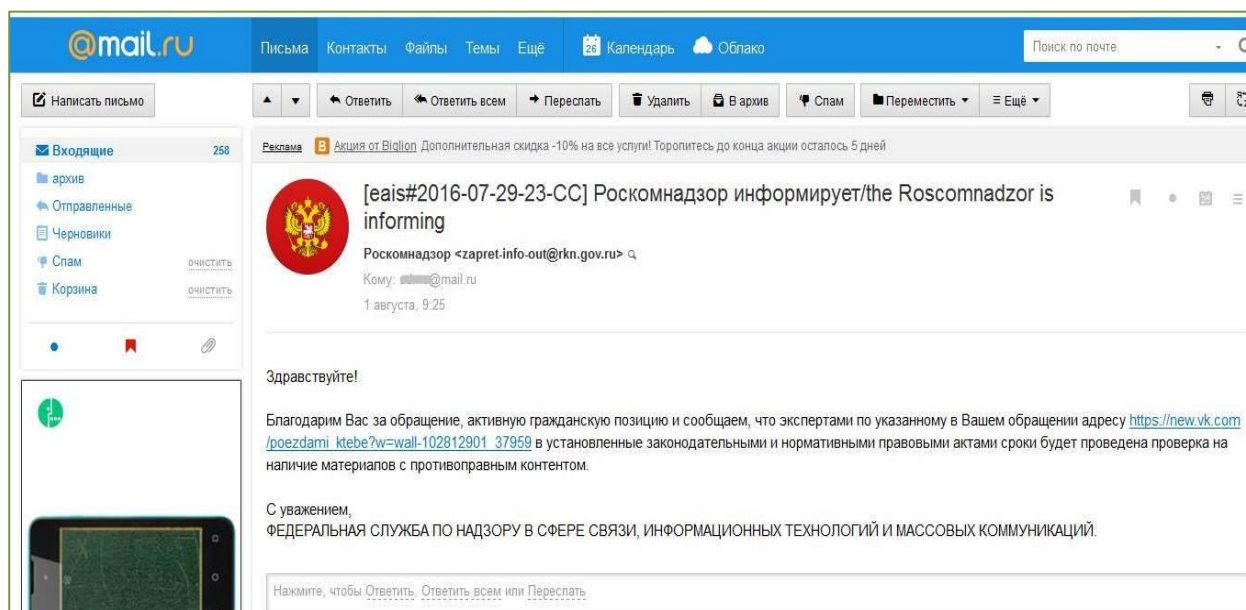 @mail.ru
Письма Контакты Файлы Темы Ещё 26 Календарь Облако
Поиск по почте
Написать письмо
Ответить Ответить всем Переслать Удалить В архив Спам Переместить Ещё
Входящие 258
архив
Отправленные
Черновики
Спам очистить
Корзина очистить
Реклама B Акция от Biglion Дополнительная скидка -10% на все услуги! Торопитесь до конца акции осталось 5 дней
[eais#2016-07-29-23-CC] Роскомнадзор информирует/the Roscomnadzor is
informing
Роскомнадзор <zapret-info-out@rkn.gov.ru>
Кому: @mail.ru
1 августа, 9:25
Здравствуйте!
Благодарим Вас за обращение, активную гражданскую позицию и сообщаем, что экспертами по указанному в Вашем обращении адресу https://new.vk.com
/poezdami_ktebe?w=wall-102812901_37959 в установленные законодательными и нормативными правовыми актами сроки будет проведена проверка на
наличие материалов с противоправным контентом.
С уважением,
ФЕДЕРАЛЬНАЯ СЛУЖБА ПО НАДЗОРУ В СФЕРЕ СВЯЗИ, ИНФОРМАЦИОННЫХ ТЕХНОЛОГИЙ И МАССОВЫХ КОММУНИКАЦИЙ.
Нажмите, чтобы Ответить, Ответить всем или Переслать